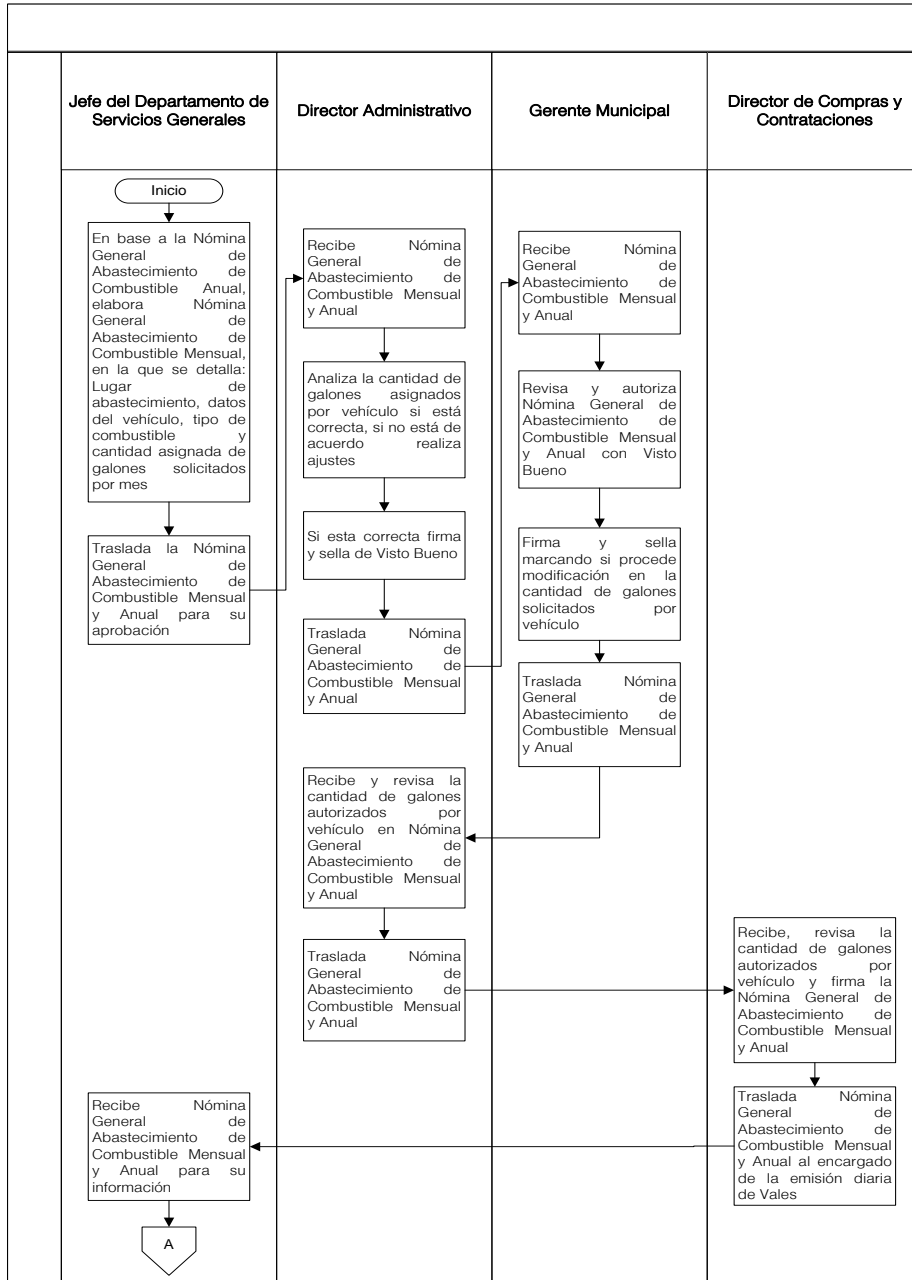 Jefe del Departamento de
Servicios Generales
Director Administrativo
Gerente Municipal
Director de Compras y
Contrataciones
Inicio
En base a la Nómina
General de
Abastecimiento de
Combustible Anual,
elabora Nómina
General de
Abastecimiento de
Combustible Mensual,
en la que se detalla:
Lugar de
abastecimiento, datos
del vehículo, tipo de
combustible y
cantidad asignada de
galones solicitados
por mes
Traslada la Nómina
General de
Abastecimiento de
Combustible Mensual
y Anual para su
aprobación
Recibe Nómina
General de
Abastecimiento de
Combustible Mensual
y Anual
Analiza la cantidad de
galones asignados
por vehículo si está
correcta, si no está de
acuerdo realiza
ajustes
Si esta correcta firma
y sella de Visto Bueno
Traslada Nómina
General de
Abastecimiento de
Combustible Mensual
y Anual
Recibe Nómina
General de
Abastecimiento de
Combustible Mensual
y Anual
Revisa y autoriza
Nómina General de
Abastecimiento de
Combustible Mensual
y Anual con Visto
Bueno
Firma y sella
marcando si procede
modificación en la
cantidad de galones
solicitados por
vehículo
Traslada Nómina
General de
Abastecimiento de
Combustible Mensual
y Anual
Recibe y revisa la
cantidad de galones
autorizados por
vehículo en Nómina
General de
Abastecimiento de
Combustible Mensual
y Anual
Traslada Nómina
General de
Abastecimiento de
Combustible Mensual
y Anual
Recibe, revisa la
cantidad de galones
autorizados por
vehículo y firma la
Nómina General de
Abastecimiento de
Combustible Mensual
y Anual
Traslada Nómina
General de
Abastecimiento de
Combustible Mensual
y Anual al encargado
de la emisión diaria
de Vales
Recibe Nómina
General de
Abastecimiento de
Combustible Mensual
y Anual para su
información
A